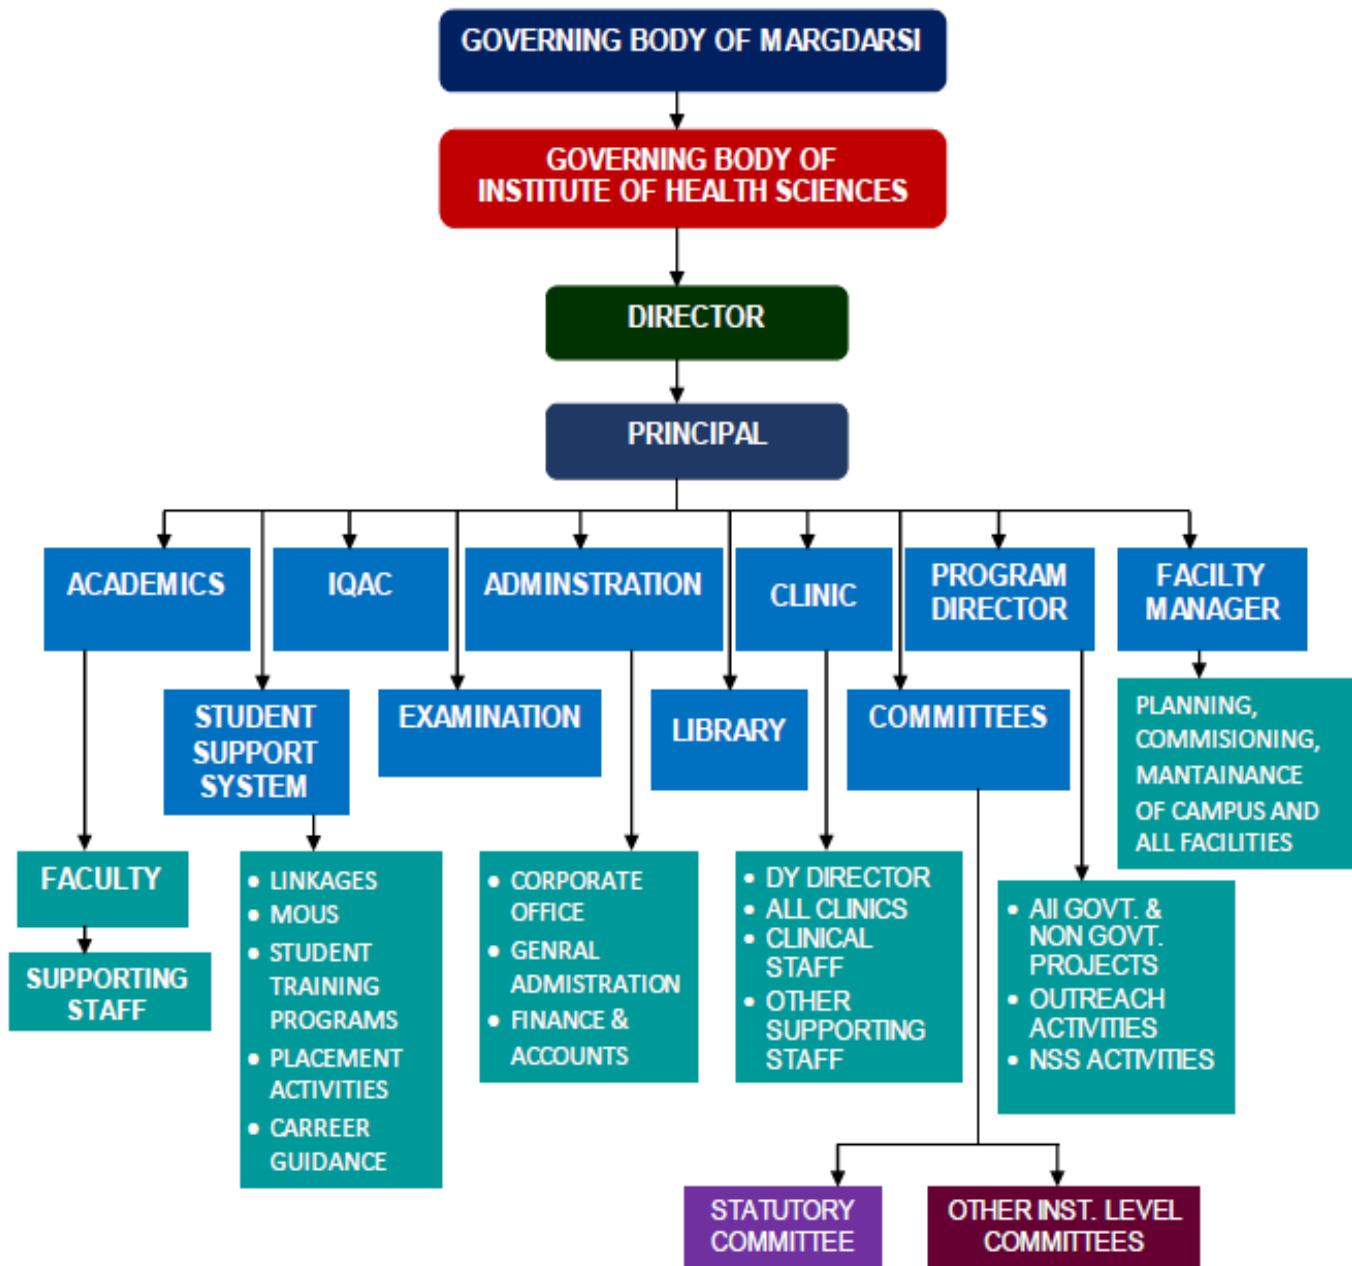 GOVERNING BODY OF MARGDARSI
GOVERNING BODY OF
INSTITUTE OF HEALTH SCIENCES
DIRECTOR
PRINCIPAL
ACADEMICS
IQAC
ADMINSTRATION
CLINIC
PROGRAM
DIRECTOR
FACILTY
MANAGER
STUDENT
SUPPORT
SYSTEM
EXAMINATION
LIBRARY
COMMITTEES
PLANNING,
COMMISIONING,
MANTAINANCE
OF CAMPUS AND
ALL FACILITIES
FACULTY
SUPPORTING
STAFF
• LINKAGES
• MOUS
• STUDENT
TRAINING
PROGRAMS
• PLACEMENT
ACTIVITIES
• CARREER
GUIDANCE
• CORPORATE
OFFICE
• GENRAL
ADMISTRATION
• FINANCE &
ACCOUNTS
• DY DIRECTOR
• ALL CLINICS
• CLINICAL
STAFF
• OTHER
SUPPORTING
STAFF
• All GOVT. &
NON GOVT.
PROJECTS
• OUTREACH
ACTIVITIES
• NSS ACTIVITIES
STATUTORY
COMMITTEE
OTHER INST. LEVEL
COMMITTEES